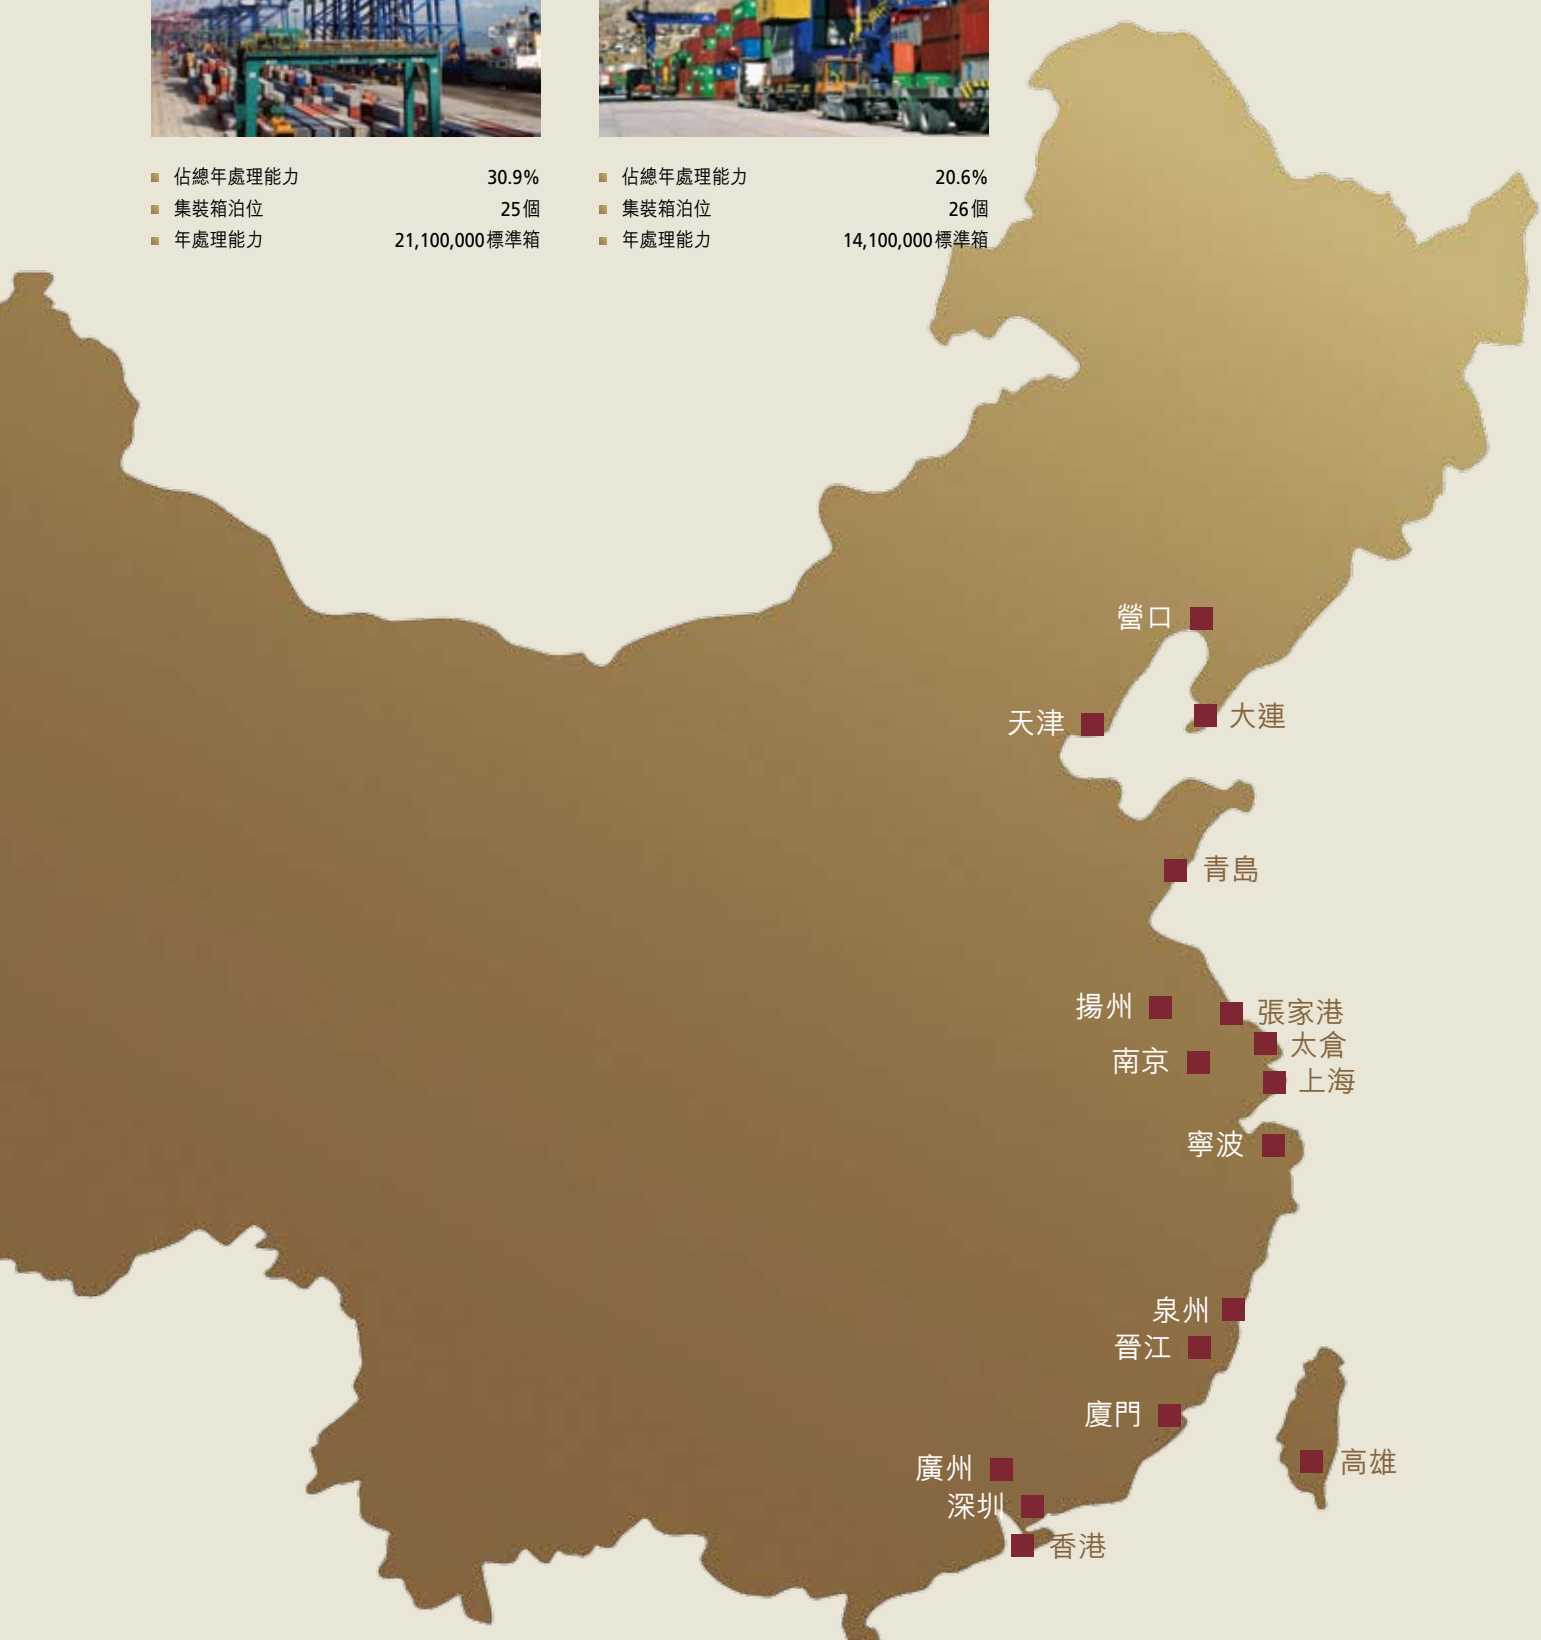 佔總年處理能力 30.9%
集裝箱泊位 25個
年處理能力 21,100,000標準箱
佔總年處理能力 20.6%
集裝箱泊位 26個
年處理能力 14,100,000標準箱
營口
大連
天津
青島
揚州
張家港
太倉
南京
上海
寧波
泉州
晉江
廈門
高雄
廣州
深圳
香港